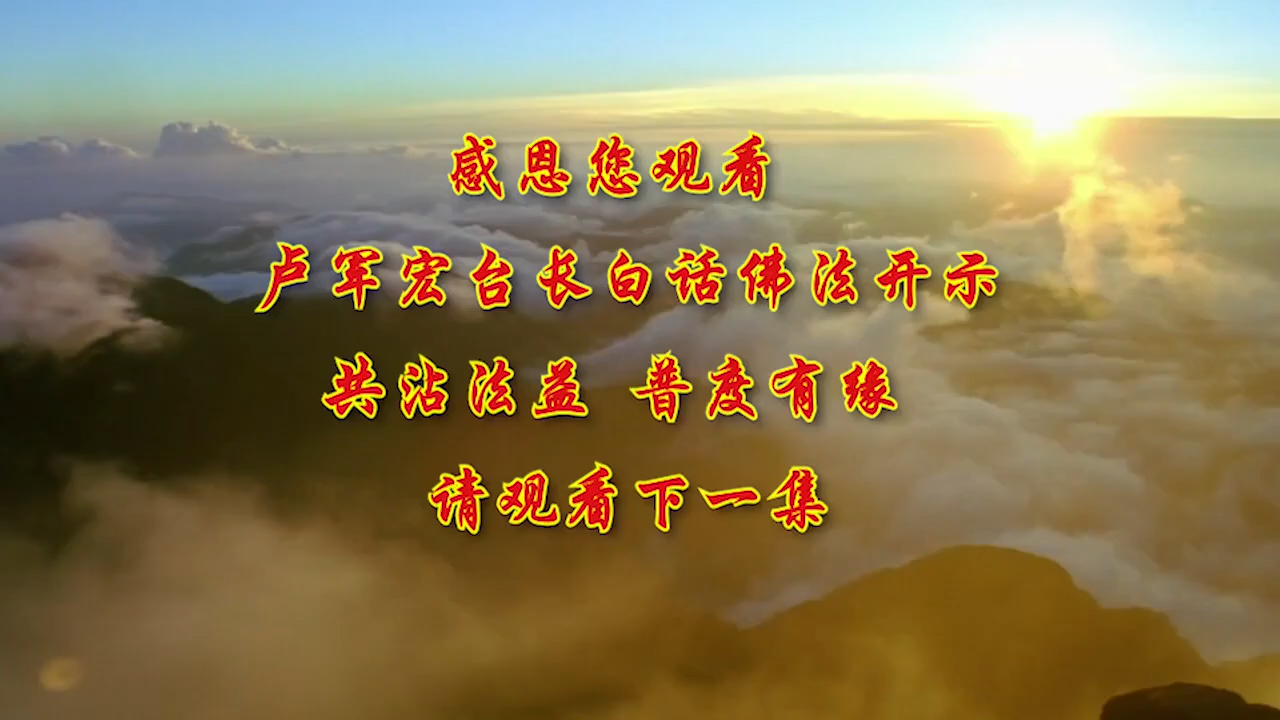 感恩您观看
卢军宏台长白话佛法开示
共沾法益 普度有缘
请观看下一集